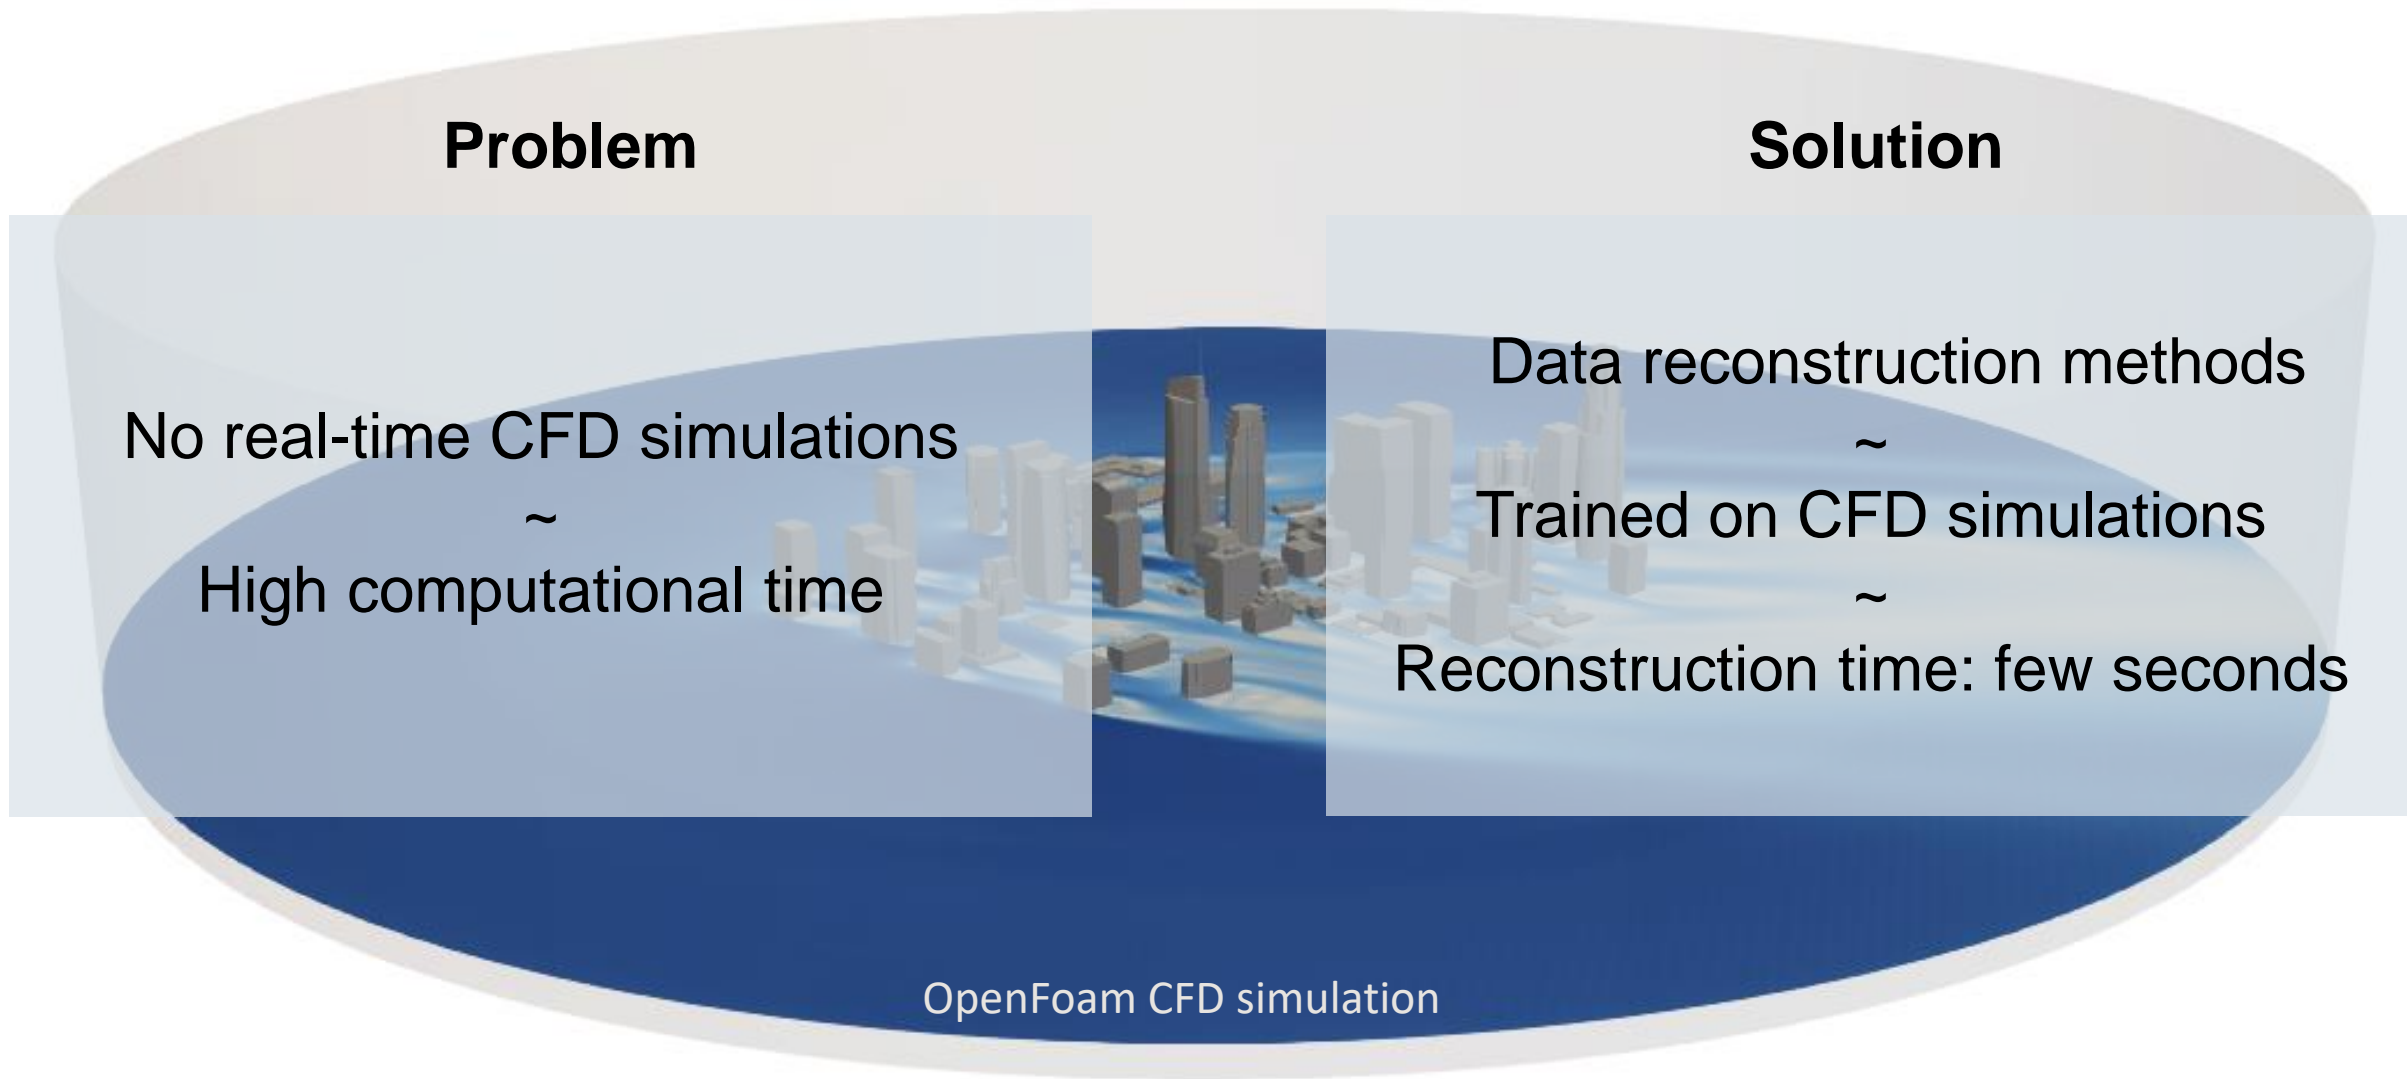 Problem
No real-time CFD simulations
~
High computational time
Solution
Data reconstruction methods
~
Trained on CFD simulations
~
Reconstruction time: few seconds
OpenFoam CFD simulation